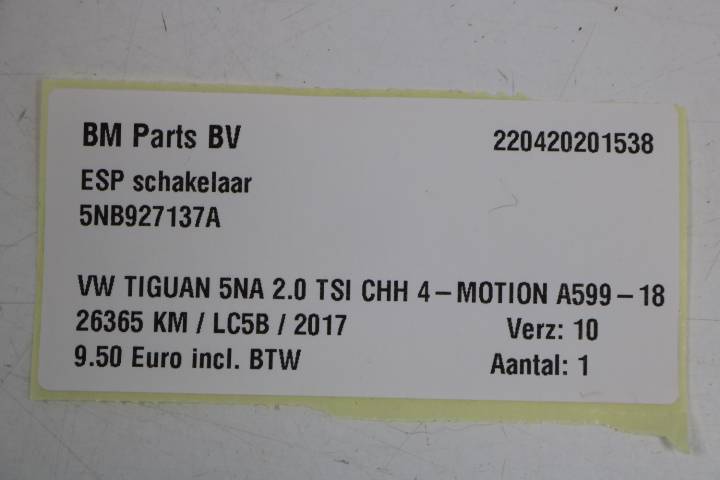 BM Parts BV 220420201538
ESP schakelaar
5NB927137A
VW TIGUAN 5NA 2.0 TSI CHH 4-MOTION A599-18
26365 KM / LC5B / 2017 Verz: 10
9.50 Euro incl. BTW Aantal: 1